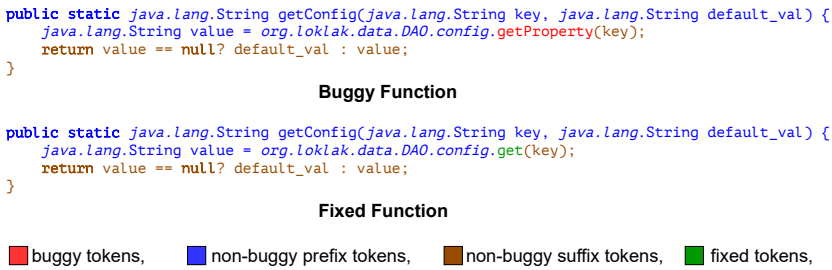 public static java.lang.String getConfig(java.lang.String key, java.lang.String default_val) {
java.lang.String value = org.loklak.data.DAO.config.getProperty(key);
return value == null? default_val : value;
}
Buggy Function
public static java.lang.String getConfig(java.lang.String key, java.lang.String default_val) {
java.lang.String value = org.loklak.data.DAO.config.get(key);
return value == null? default_val : value;
}
Fixed Function
buggy tokens, non-buggy prefix tokens, non-buggy suffix tokens, fixed tokens,